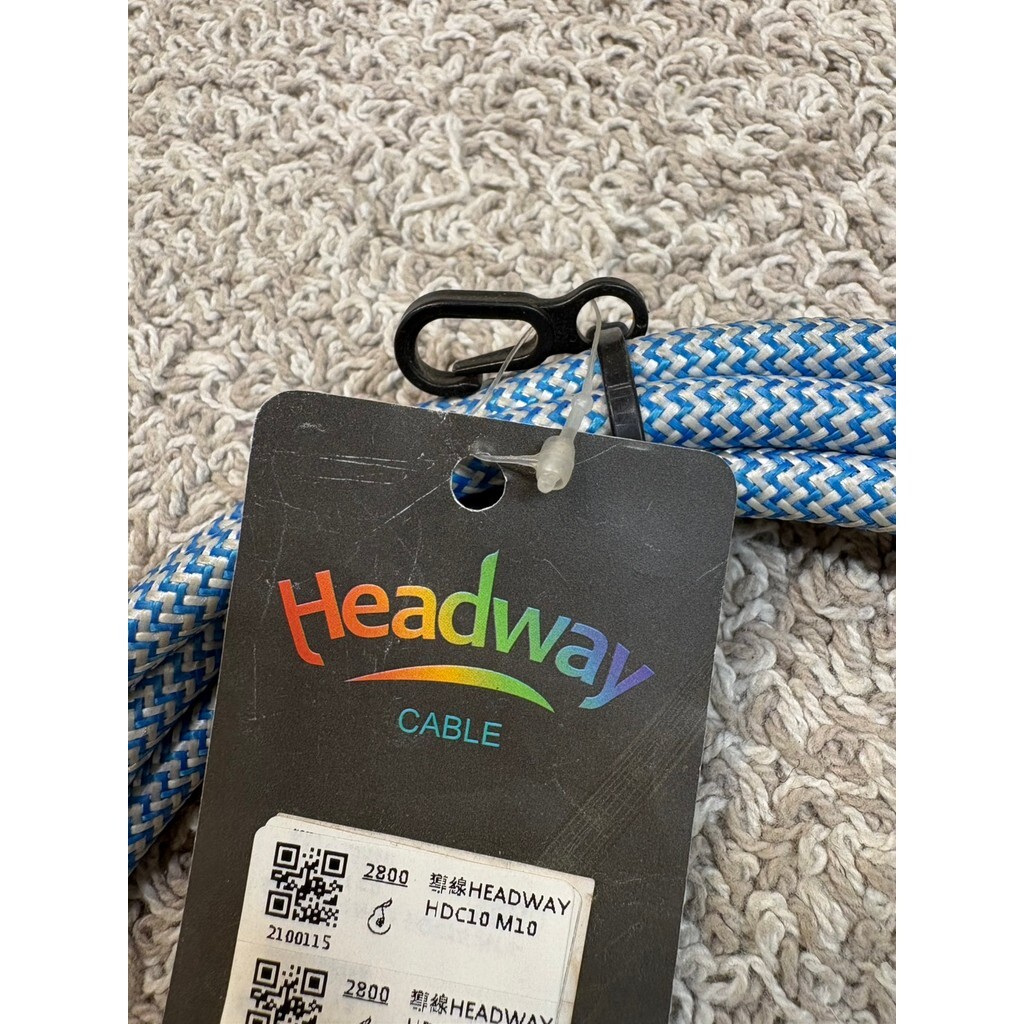 Headway
CABLE
2800 導線HEADWAY
HDC10 M10
2100115
2800 導線HEADWAY